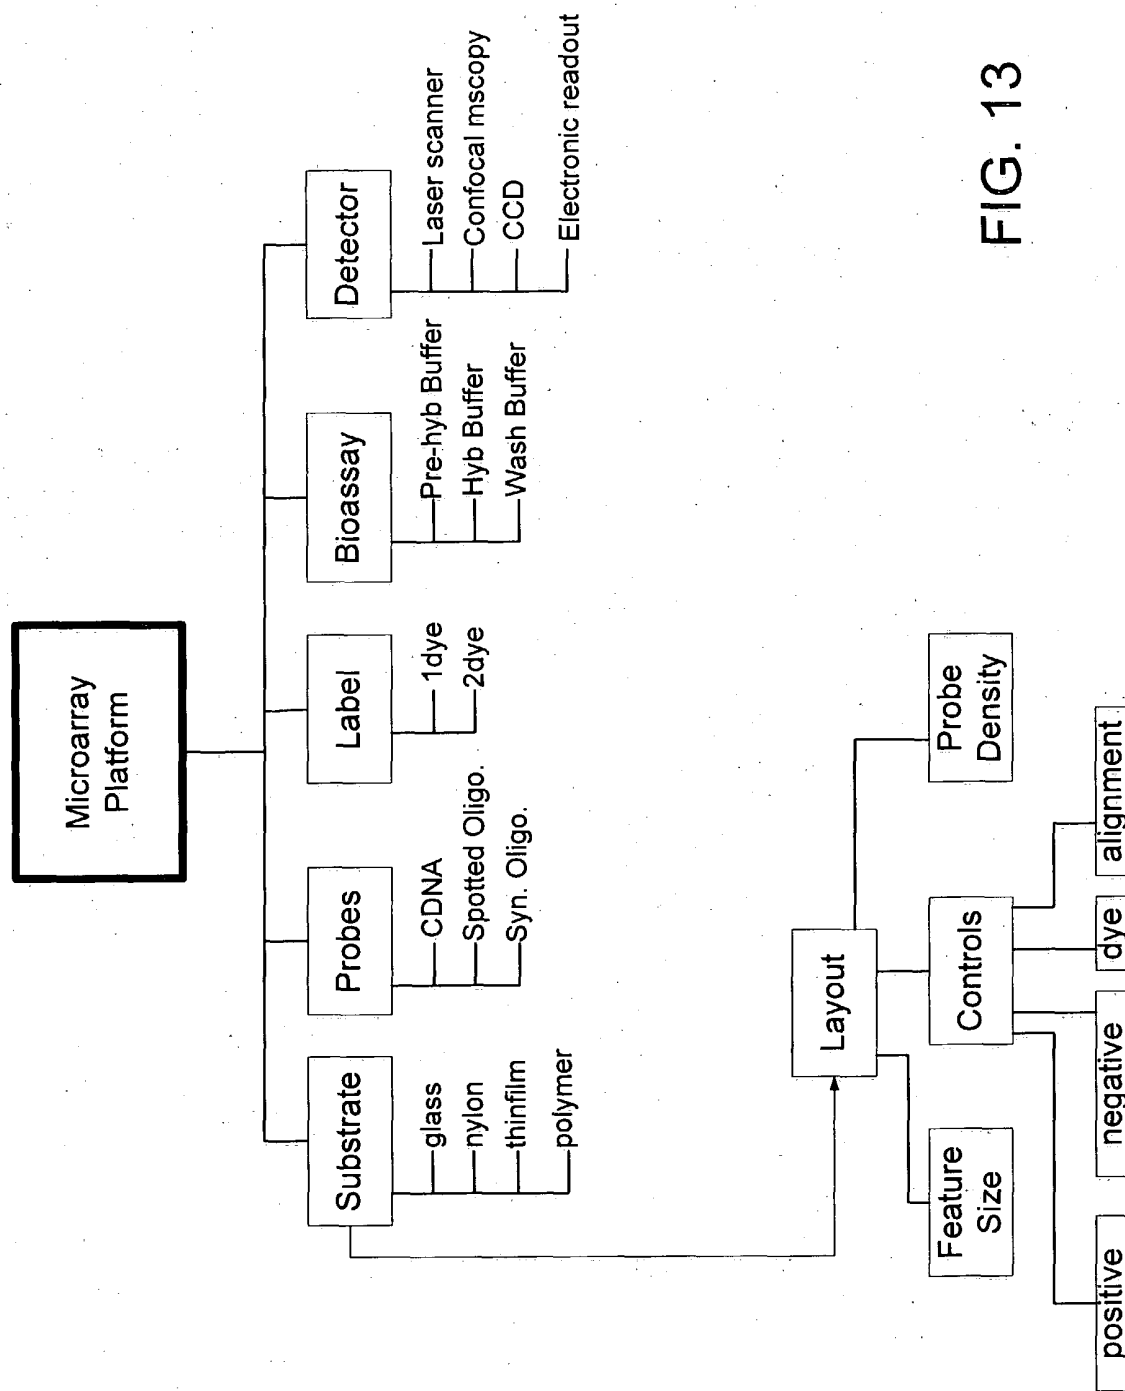 Microarray
Platform
Substrate
glass
nylon
thinfilm
polymer
Probes
CDNA
Spotted Oligo.
Syn. Oligo.
Label
1dye
2dye
Bioassay
Pre-hyb Buffer
Hyb Buffer
Wash Buffer
Detector
Laser scanner
Confocal mscopy
CCD
Electronic readout
Layout
Feature
Size
Controls
Probe
Density
positive
negative
dye
alignment
FIG. 13